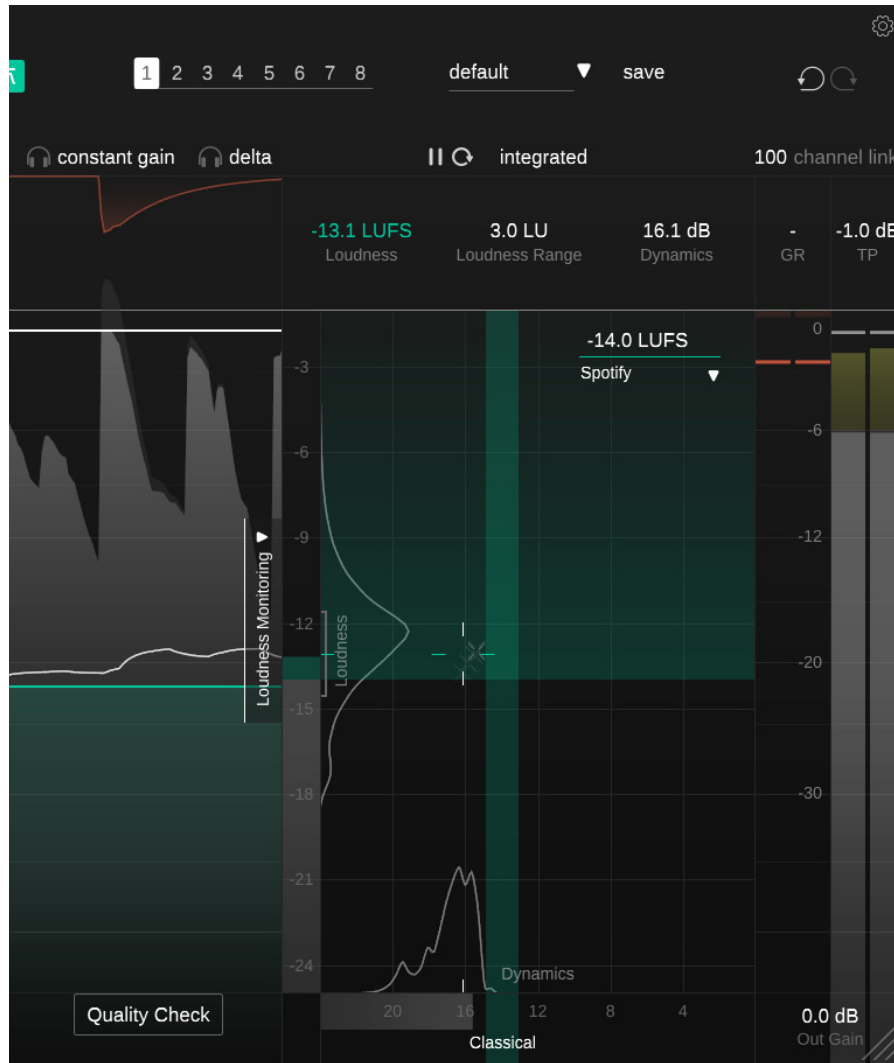 1 2 3 4 5 6 7 8
default
save
constant gain
delta
integrated
100 channel link
-13.1 LUFS
3.0 LU
16.1 dB
-
-1.0 dB
Loudness
Loudness Range
Dynamics
GR
TP
-14.0 LUFS
Spotify
0
-3
-6
-9
-12
-15
-18
-21
-24
Loudness
Loudness Monitoring
-6
-12
-20
-30
Dynamics
20
16
12
8
4
Classical
Quality Check
0.0 dB
Out Gain